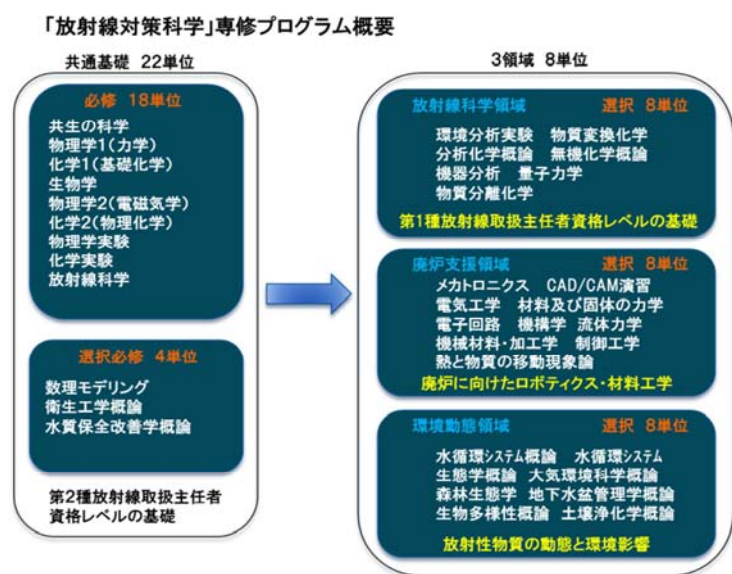 「放射線対策科学」専修プログラム概要
共通基礎 22単位
必修 18単位
共生の科学
物理学1(力学)
化学1(基礎化学)
生物学
物理学2(電磁気学)
化学2(物理化学)
物理学実験
化学実験
放射線科学
選択必修 4単位
数理モデリング
衛生工学概論
水質保全改善学概論
第2種放射線取扱主任者
資格レベルの基礎
3領域 8単位
放射線科学領域 選択 8単位
環境分析実験 物質変換化学
分析化学概論 無機化学概論
機器分析 量子力学
物質分離化学
第1種放射線取扱主任者資格レベルの基礎
廃炉支援領域 選択 8単位
メカトロニクス CAD/CAM演習
電気工学 材料及び固体の力学
電子回路 機構学 流体力学
機械材料・加工学 制御工学
熱と物質の移動現象論
廃炉に向けたロボティクス・材料工学
環境動態領域 選択 8単位
水循環システム概論 水循環システム
生態学概論 大気環境科学概論
森林生態学 地下水盆管理学概論
生物多様性概論 土壌浄化学概論
放射性物質の動態と環境影響